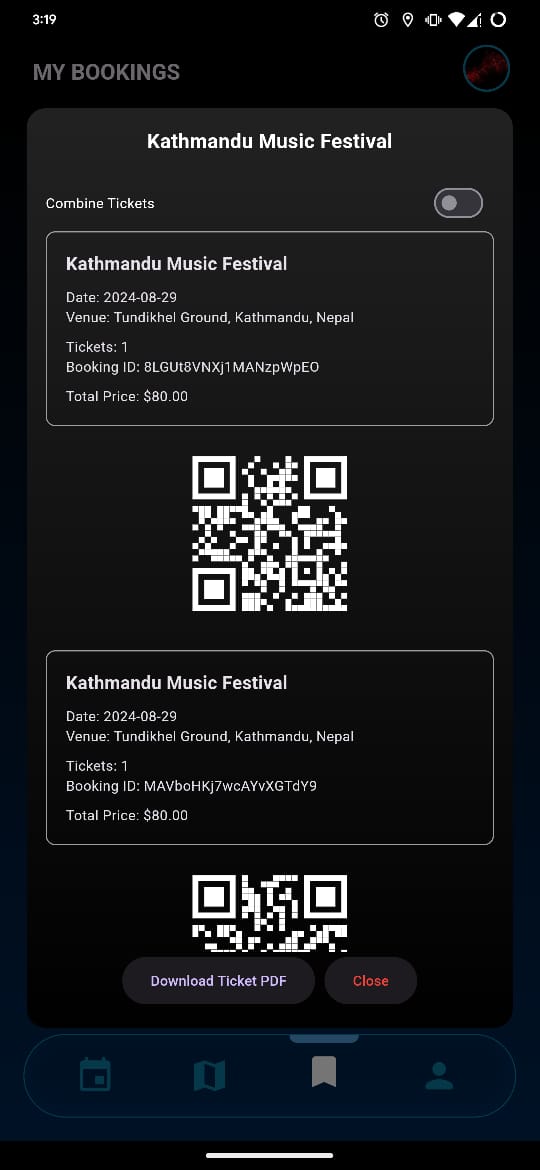 3:19
MY BOOKINGS
Kathmandu Music Festival
Combine Tickets
Kathmandu Music Festival
Date: 2024-08-29
Venue: Tundikhel Ground, Kathmandu, Nepal
Tickets: 1
Booking ID: 8LGUt8VNXj1MANzpWpEO
Total Price: $80.00
Kathmandu Music Festival
Date: 2024-08-29
Venue: Tundikhel Ground, Kathmandu, Nepal
Tickets: 1
Booking ID: MAVboHKj7wcAYvXGTdY9
Total Price: $80.00
Download Ticket PDF
Close